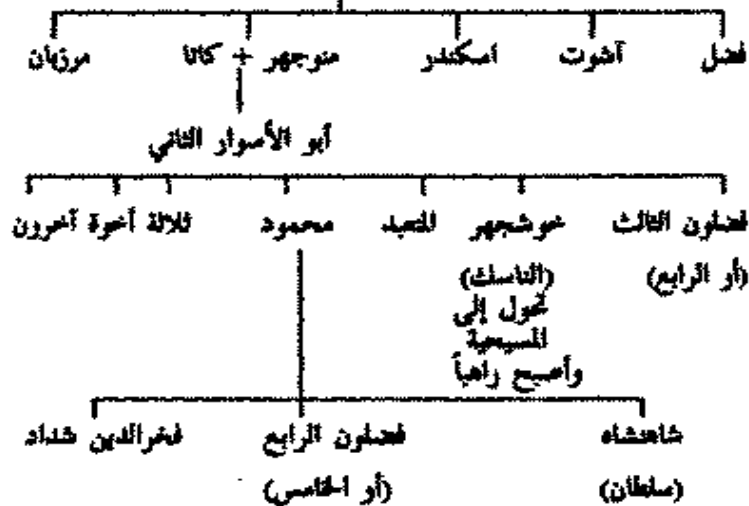 فضل آشوت اسكندر منوجهر + كاتا مرزبان
أبو الأسوار الثاني
فضلون الثالث خوشجهر المتعبد محمود ثلاثة أخوة آخرون
(أو الرابع) (الناسك)
تحول إلى
المسيحية
وأصبح راهباً
شاهنشاه فضلون الرابع فخرالدين شداد
(سلطان) (أو الخامس)